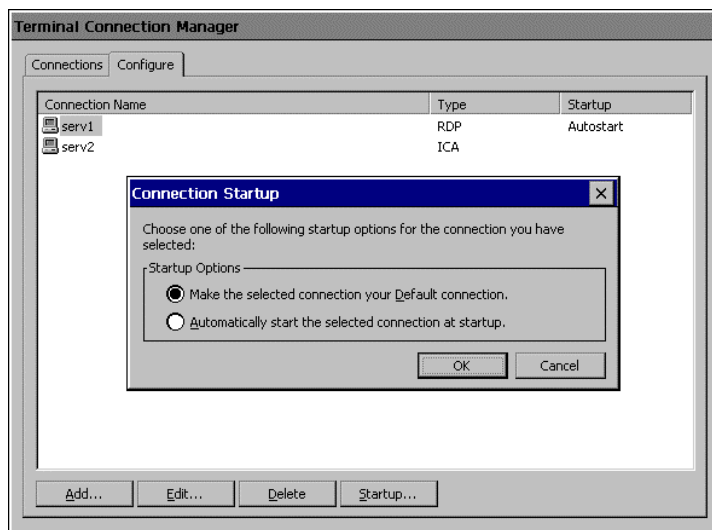 Terminal Connection Manager
Connections Configure
Connection Name Type Startup
serv1 RDP Autostart
serv2 ICA
Connection Startup
Choose one of the following startup options for the connection you have
selected:
Startup Options
Make the selected connection your Default connection.
Automatically start the selected connection at startup.
OK Cancel
Add... Edit... Delete Startup...